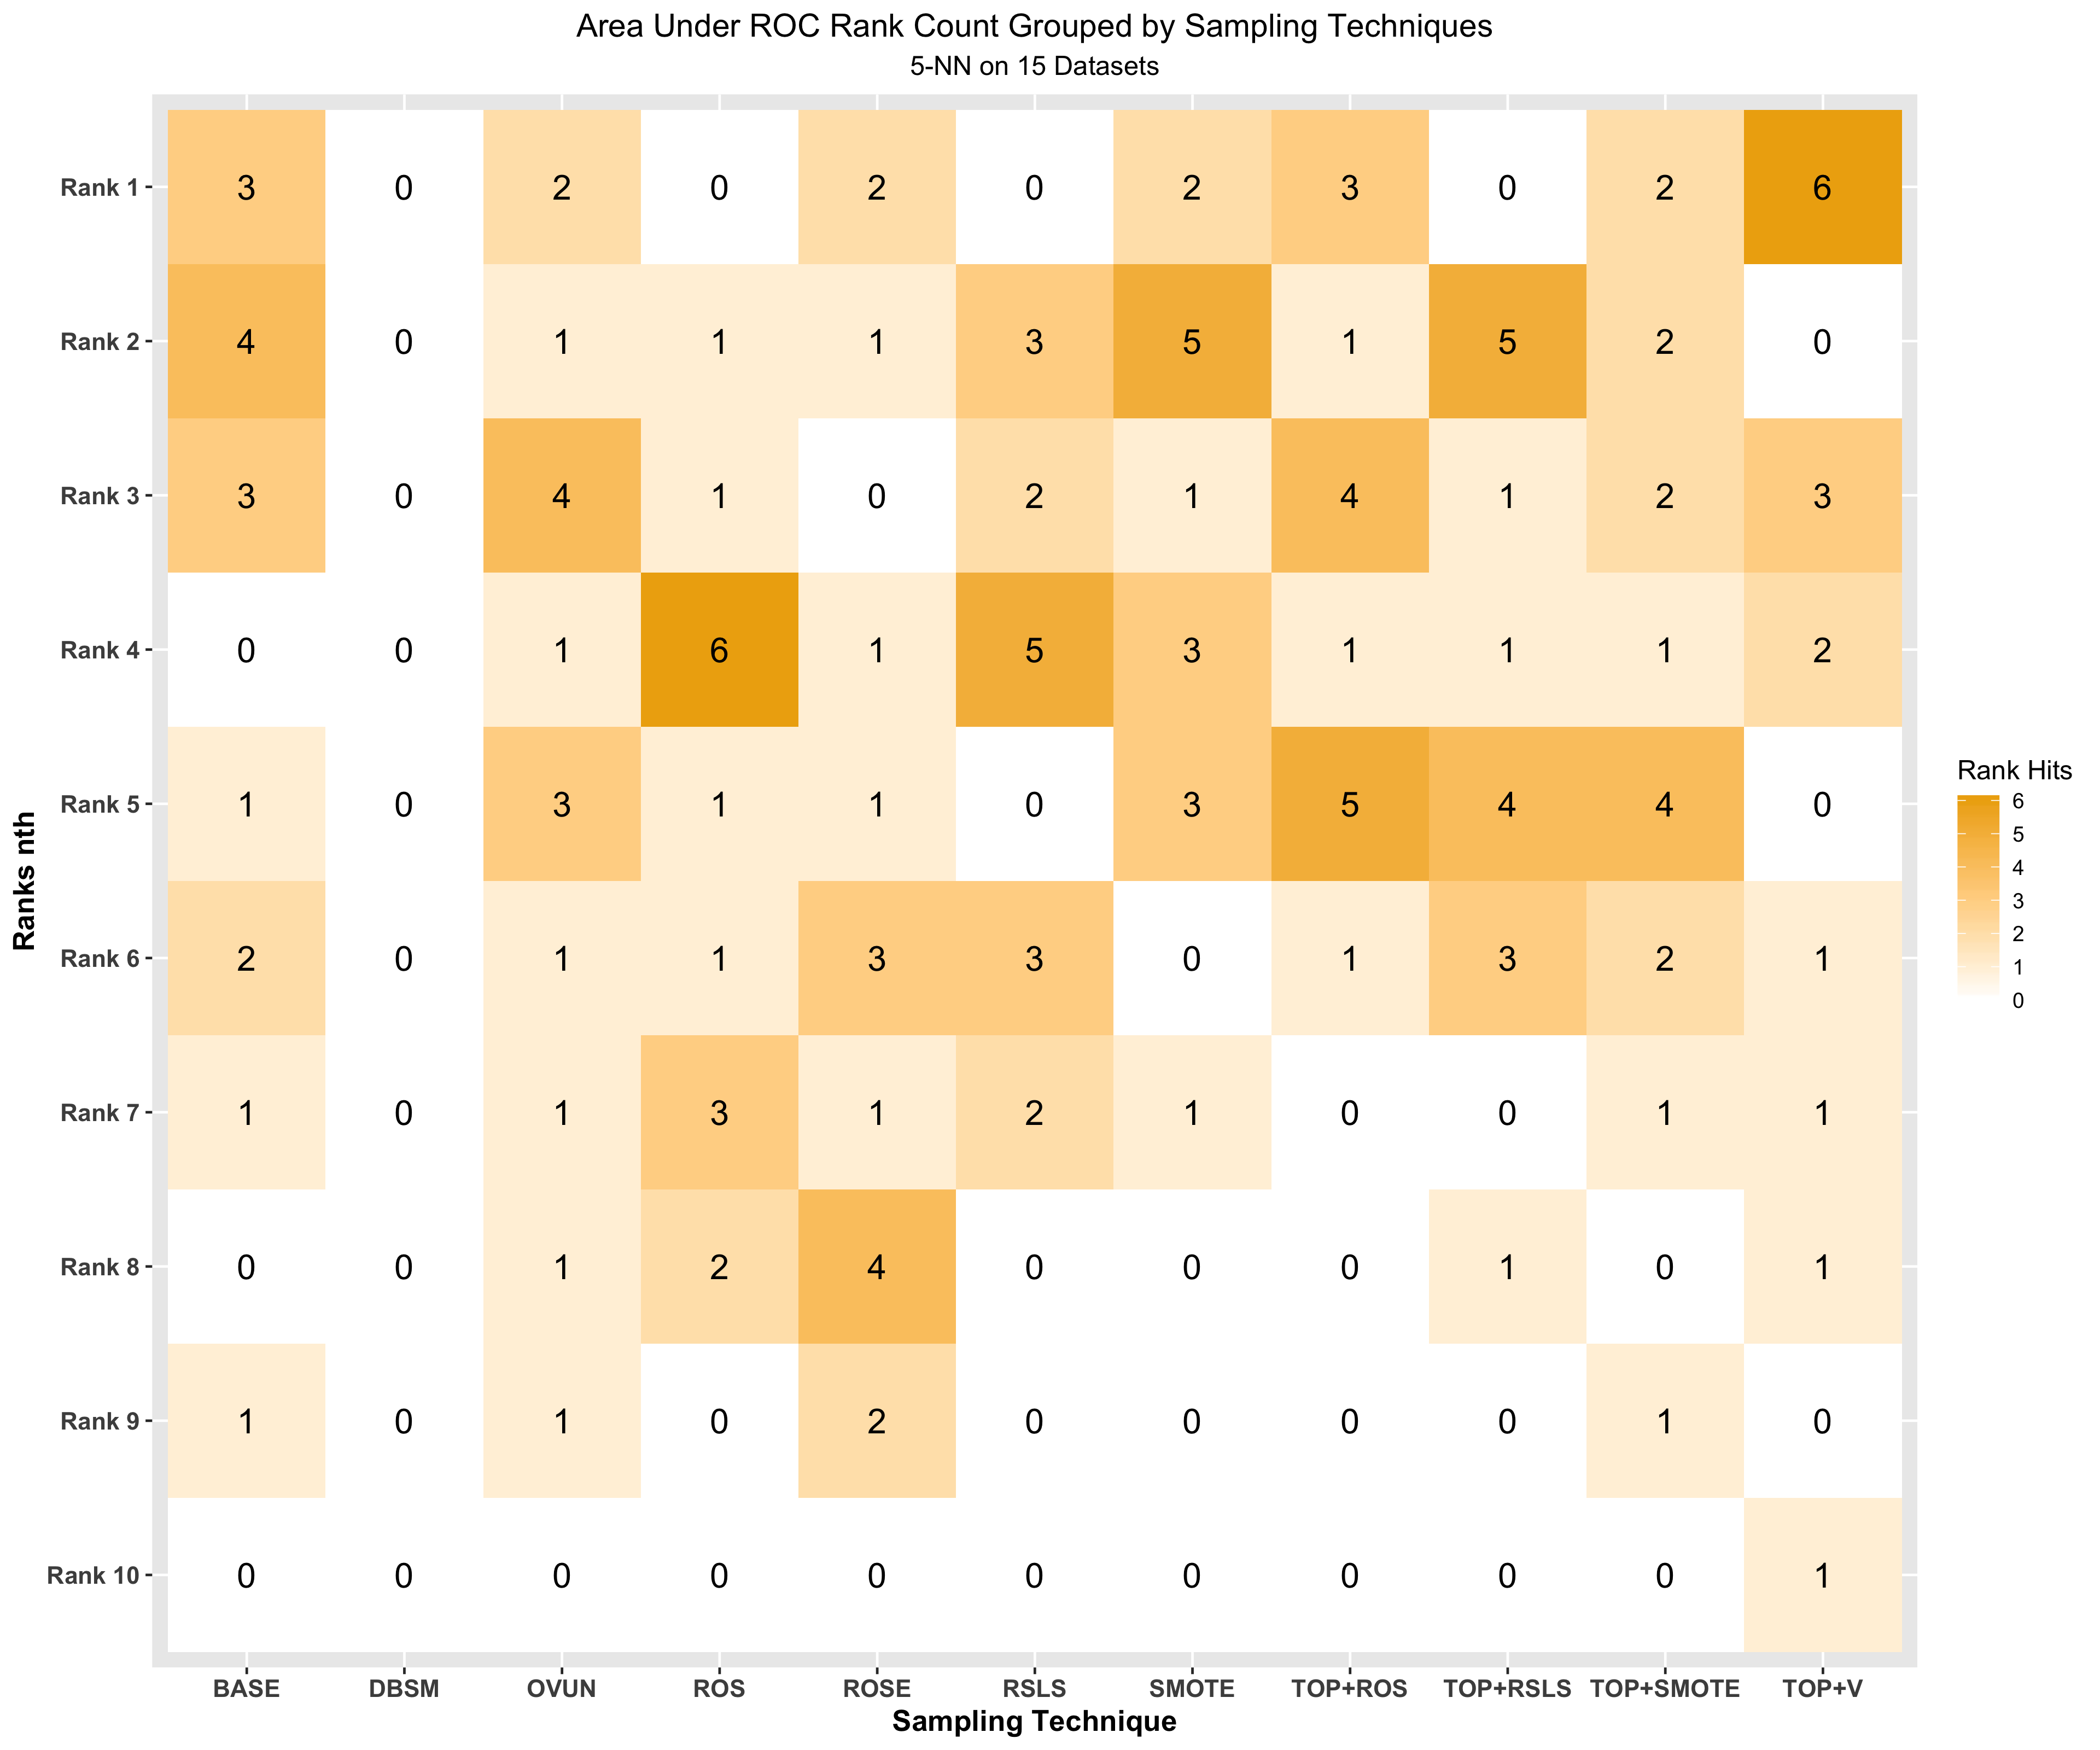 Area Under ROC Rank Count Grouped by Sampling Techniques
5-NN on 15 Datasets
Rank 1 3 0 2 0 2 0 2 3 0 2 6
Rank 2 4 0 1 1 1 3 5 1 5 2 0
Rank 3 3 0 4 1 0 2 1 4 1 2 3
Rank 4 0 0 1 6 1 5 3 1 1 1 2
Rank 5 1 0 3 1 1 0 3 5 4 4 0
Rank 6 2 0 1 1 3 3 0 1 3 2 1
Rank 7 1 0 1 3 1 2 1 0 0 1 1
Rank 8 0 0 1 2 4 0 0 0 1 0 1
Rank 9 1 0 1 0 2 0 0 0 0 1 0
Rank 10 0 0 0 0 0 0 0 0 0 0 1
BASE DBSM OVUN ROS ROSE RSLS SMOTE TOP+ROS TOP+RSLS TOP+SMOTE TOP+V
Sampling Technique
Ranks nth
Rank Hits
6
5
4
3
2
1
0